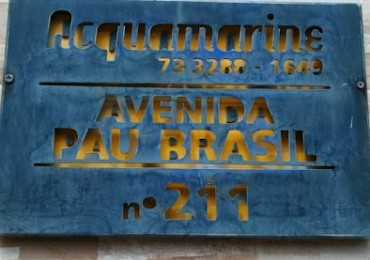 Acquamarine
73 3288 - 1649
AVENIDA
PAU BRASIL
nº 211